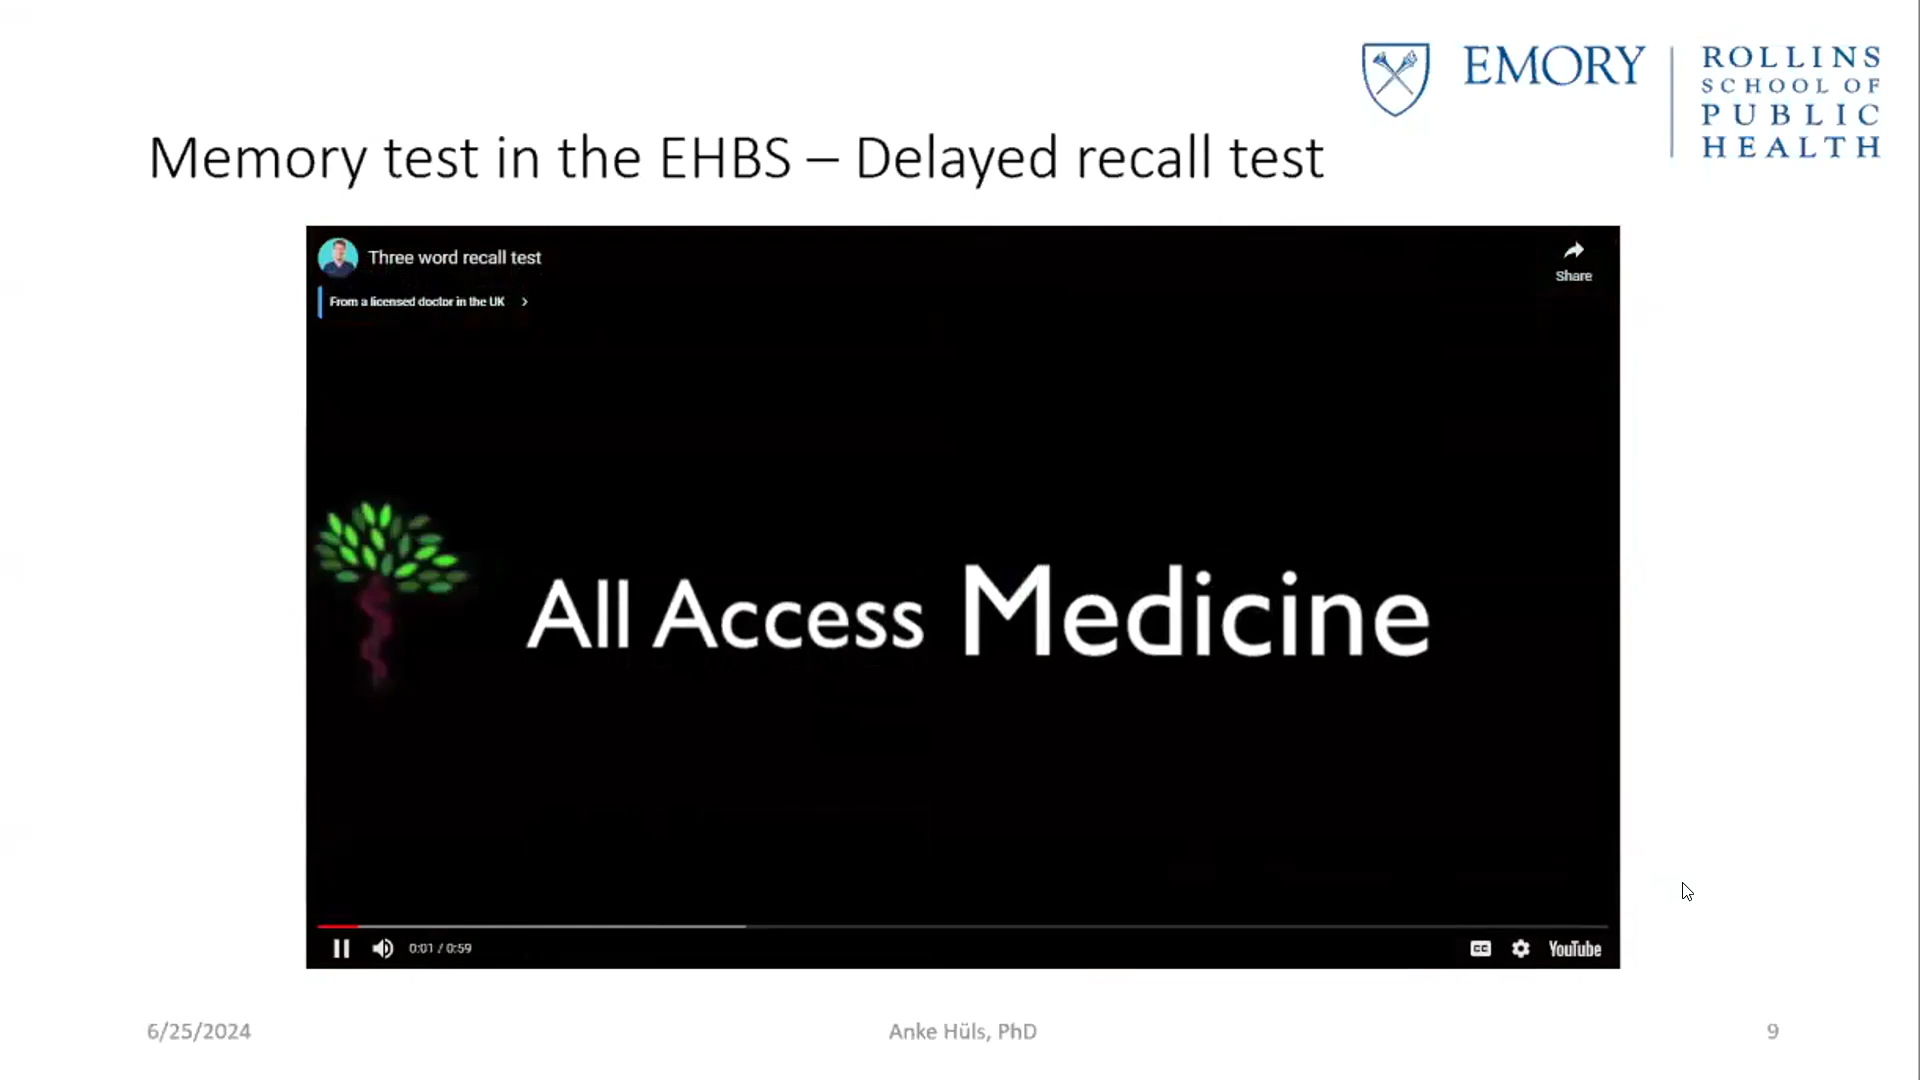 EMORY
ROLLINS
SCHOOL OF
PUBLIC
HEALTH
Memory test in the EHBS – Delayed recall test
Three word recall test
Share
From a licensed doctor in the UK
All Access Medicine
0:01 / 0:59
CC
YouTube
6/25/2024
Anke Hüls, PhD
9